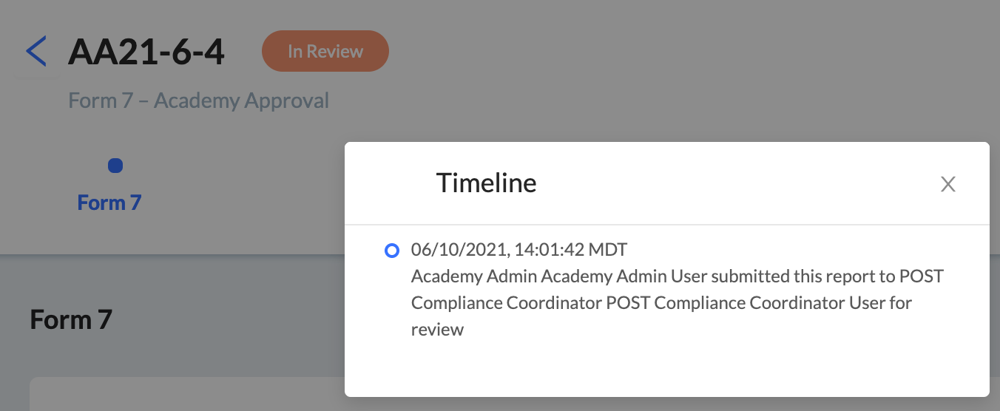 AA21-6-4
In Review
Form 7 – Academy Approval
Form 7
Timeline
06/10/2021, 14:01:42 MDT
Academy Admin Academy Admin User submitted this report to POST
Compliance Coordinator POST Compliance Coordinator User for
review
Form 7